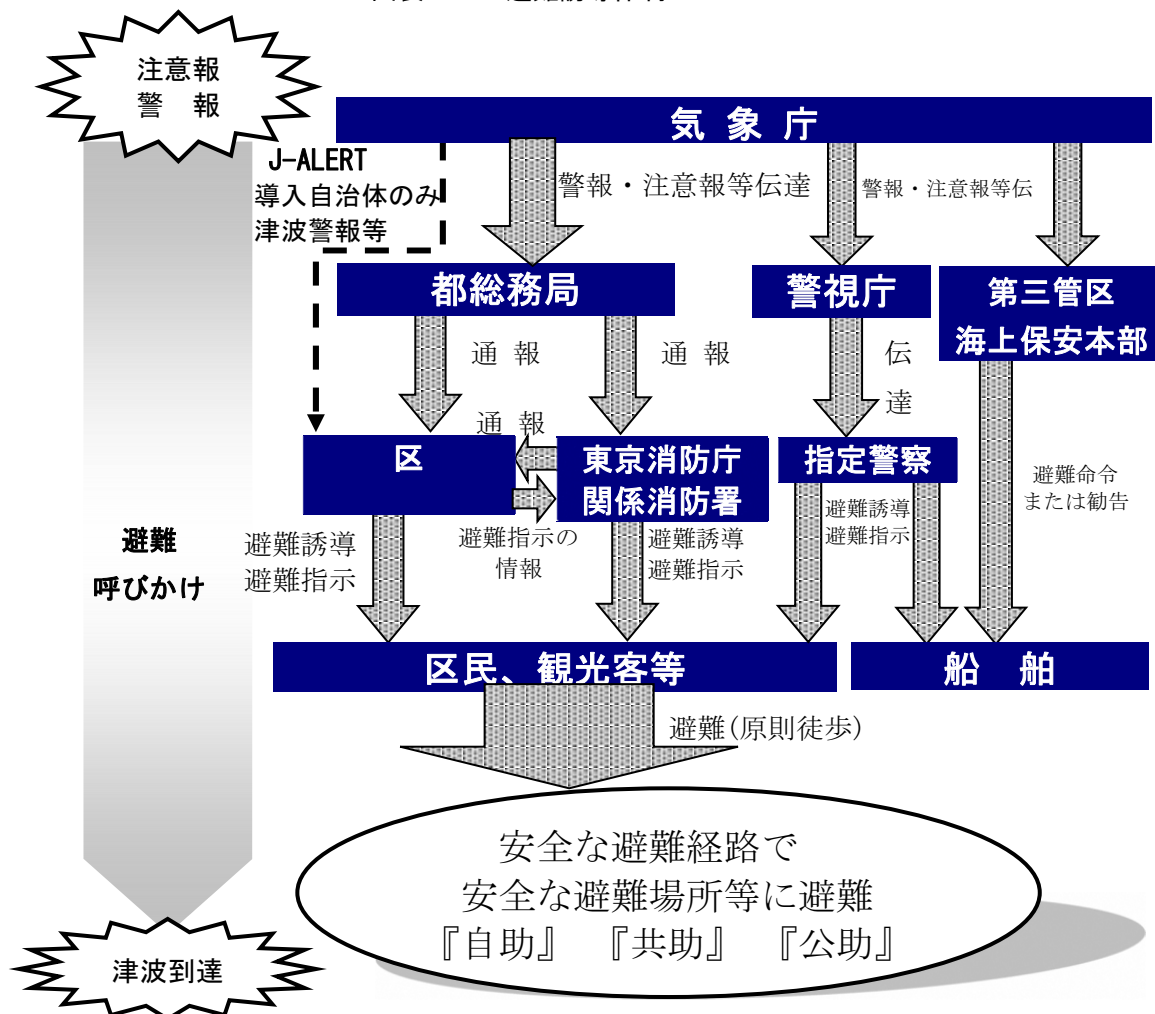 注意報
警 報
気 象 庁
J-ALERT
導入自治体のみ
津波警報等
警報・注意報等伝達
警報・注意報等伝
都総務局
警視庁
第三管区
海上保安本部
通 報
通 報
伝
達
通 報
区
東京消防庁
関係消防署
指定警察
避難命令
または勧告
避難
呼びかけ
避難誘導
避難指示
避難指示の
情報
避難誘導
避難指示
避難誘導
避難指示
区民、観光客等
船 舶
避難(原則徒歩)
安全な避難経路で
安全な避難場所等に避難
『自助』 『共助』 『公助』
津波到達